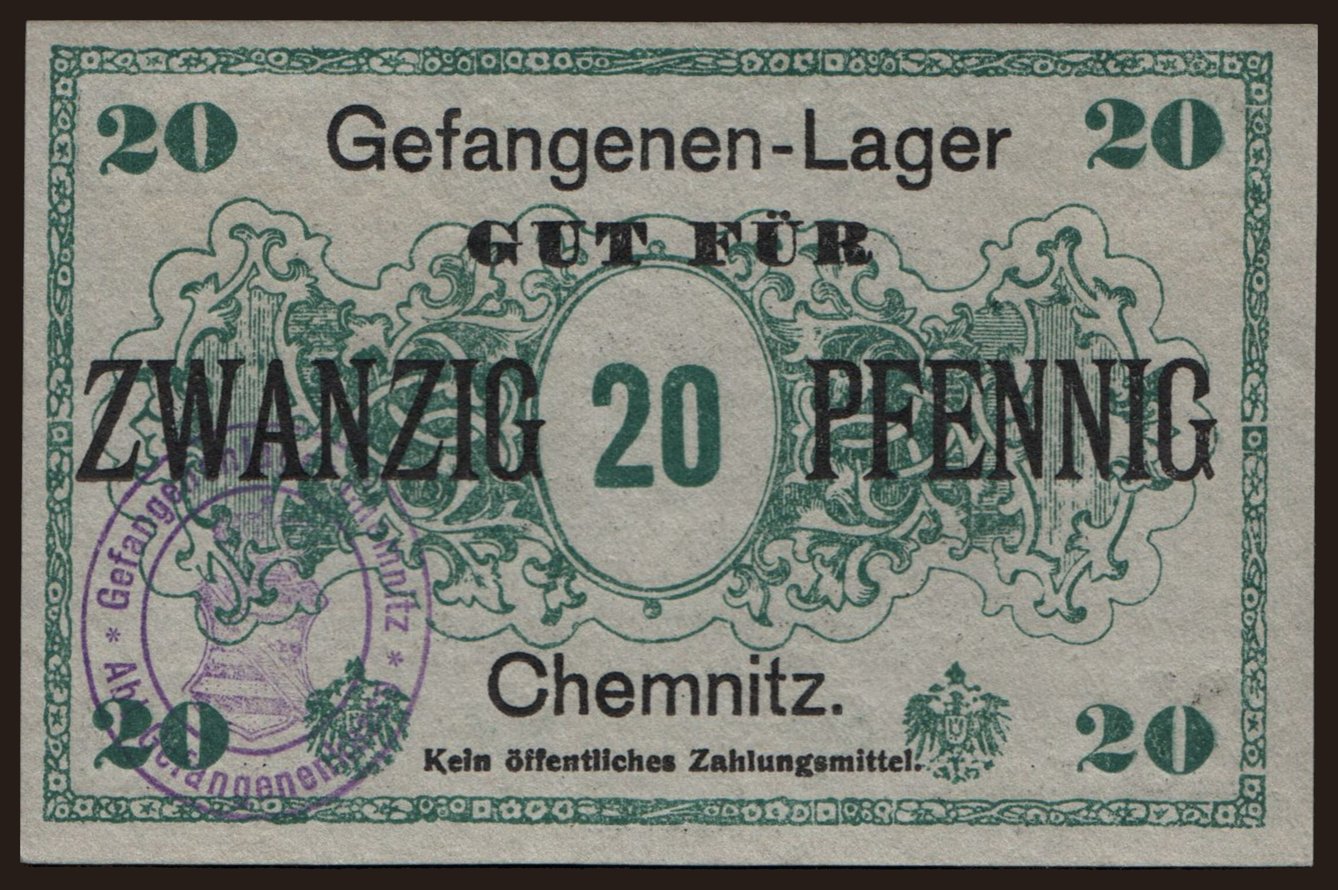 20 Gefangenen-Lager 20
GUT FÜR
ZWANZIG 20 PFENNIG
Chemnitz.
20 Kein öffentliches Zahlungsmittel. 20